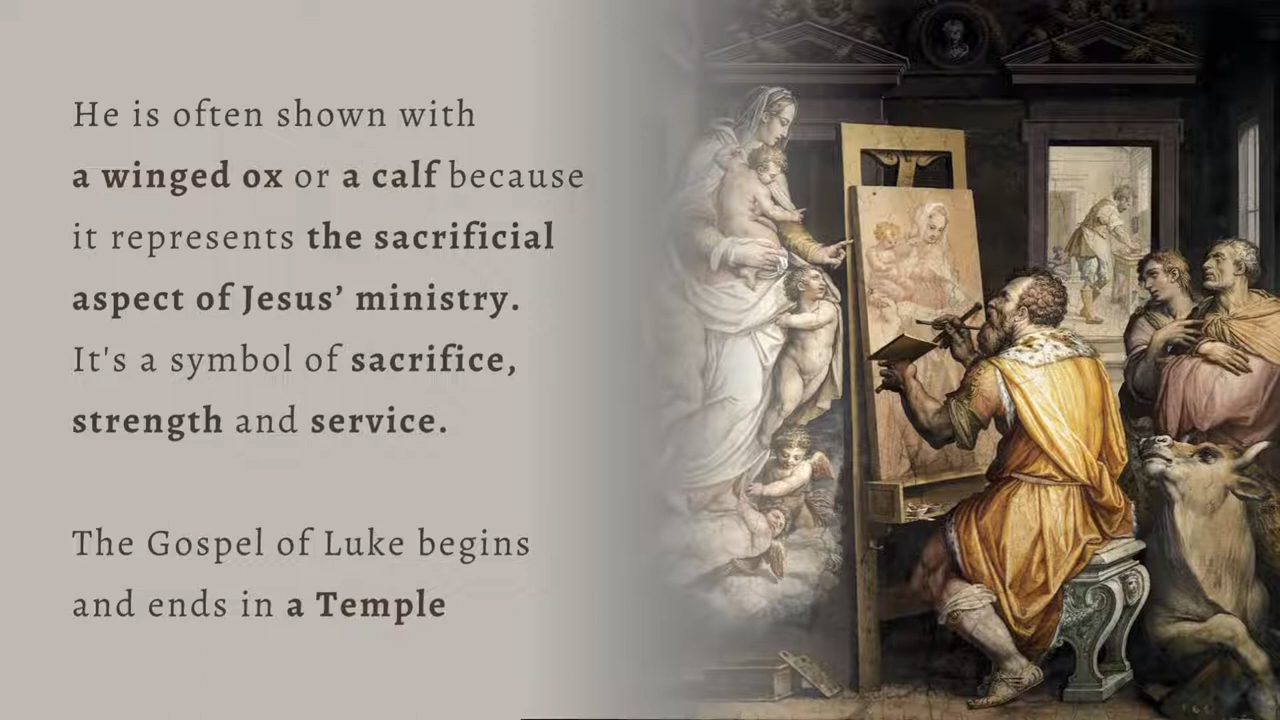 He is often shown with
a winged ox or a calf because
it represents the sacrificial
aspect of Jesus’ ministry.
It's a symbol of sacrifice,
strength and service.
The Gospel of Luke begins
and ends in a Temple